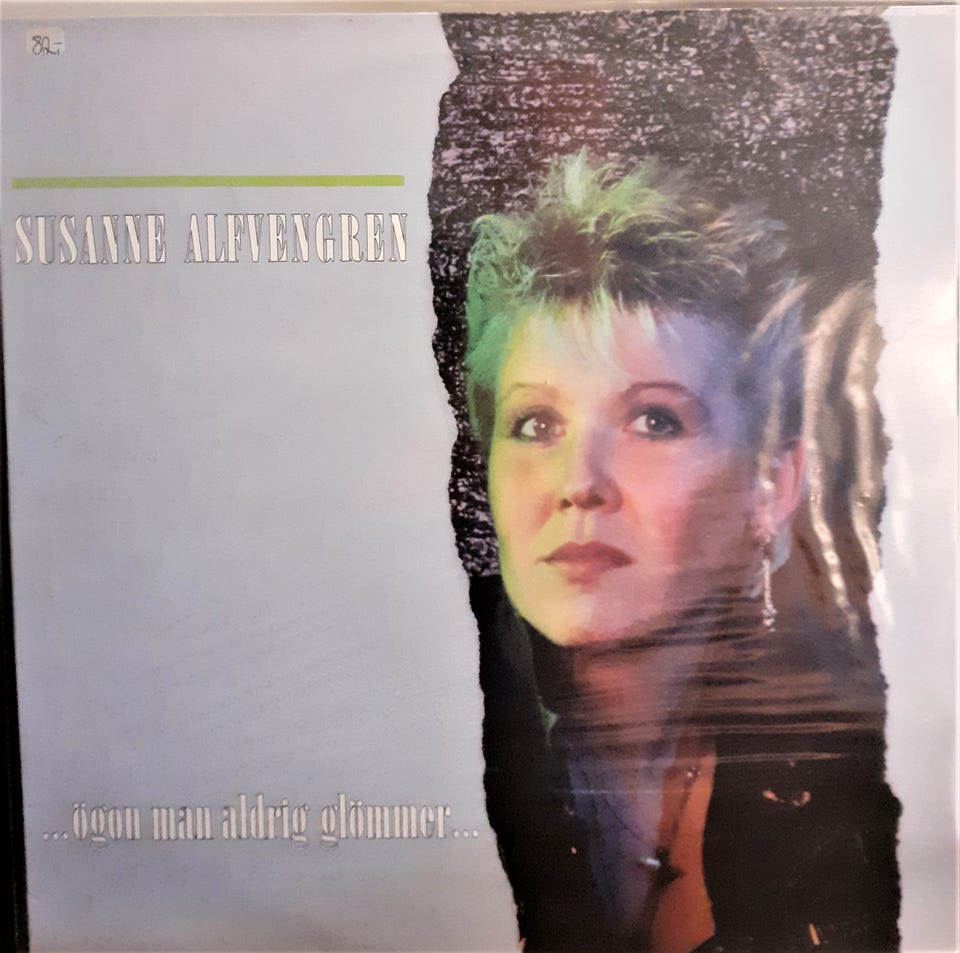 82:-
SUSANNE ALFVENGREN
...ögon man aldrig glömmer...